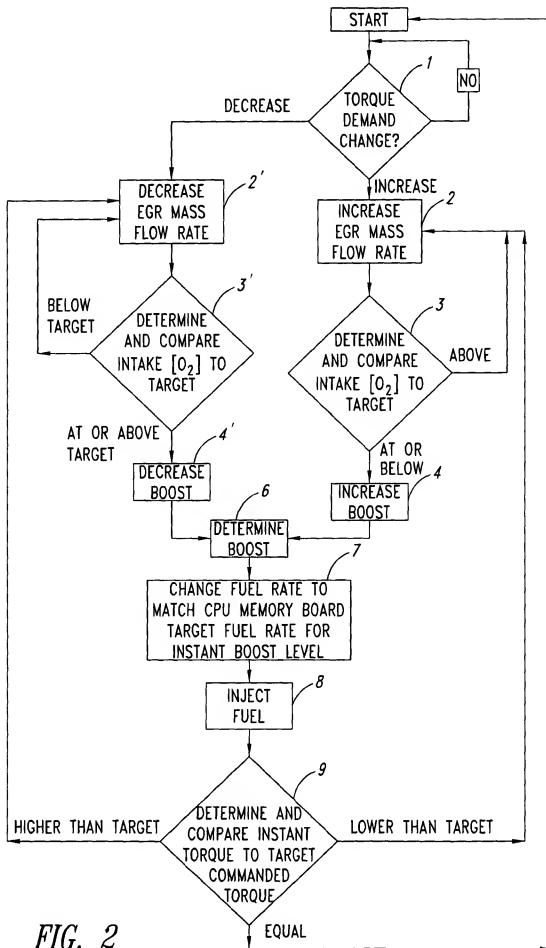 START
1
NO
TORQUE
DEMAND
CHANGE?
DECREASE
INCREASE
2'
DECREASE
EGR MASS
FLOW RATE
2
INCREASE
EGR MASS
FLOW RATE
3'
BELOW
TARGET
DETERMINE
AND COMPARE
INTAKE [O₂] TO
TARGET
3
DETERMINE
AND COMPARE
INTAKE [O₂] TO
TARGET
ABOVE
AT OR ABOVE
TARGET
4'
DECREASE
BOOST
AT OR
BELOW
4
INCREASE
BOOST
6
DETERMINE
BOOST
7
CHANGE FUEL RATE TO
MATCH CPU MEMORY BOARD
TARGET FUEL RATE FOR
INSTANT BOOST LEVEL
8
INJECT
FUEL
9
HIGHER THAN TARGET
DETERMINE AND
COMPARE INSTANT
TORQUE TO TARGET
COMMANDED
TORQUE
LOWER THAN TARGET
EQUAL
FIG. 2